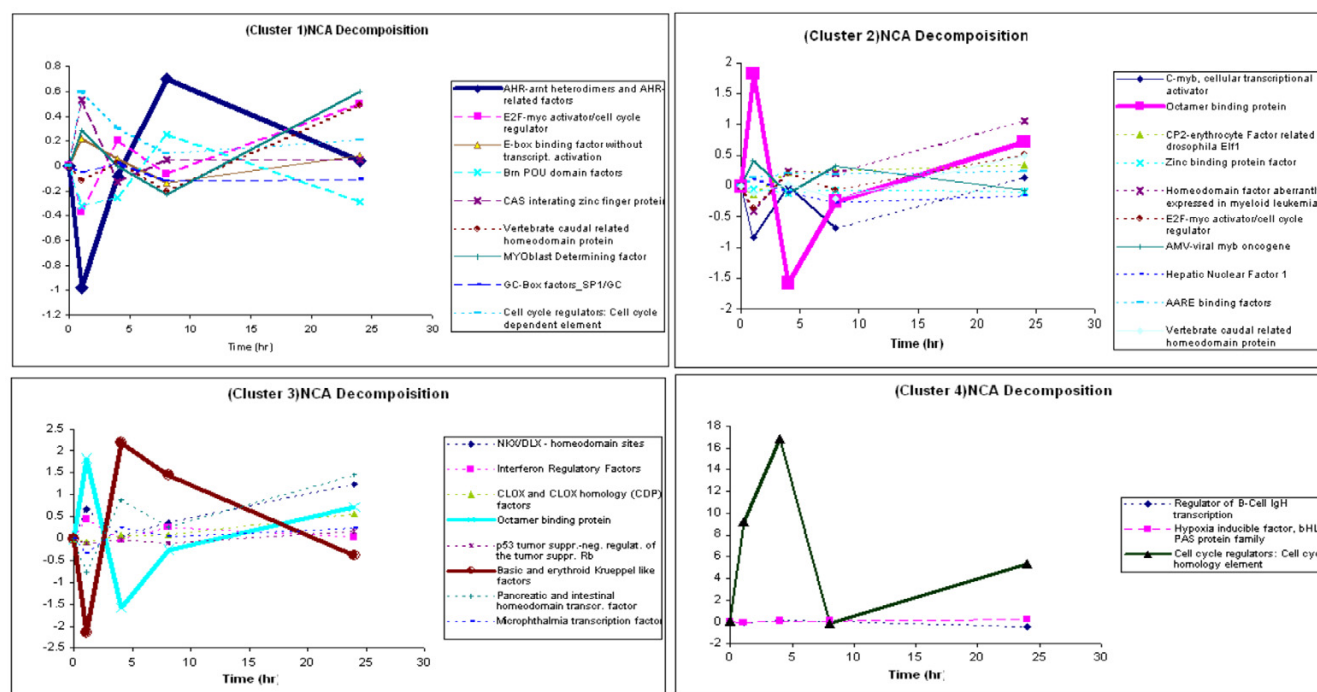 (Cluster 1)NCA Decompoisition
0.8
0.6
0.4
0.2
0
-0.2
-0.4
-0.6
-0.8
-1
-1.2
0 5 10 15 20 25
Time (hr)
AHR-arnt heterodimers and AHR-
related factors
E2F-myc activator/cell cycle
regulator
E-box binding factor without
transcript. activation
Brn POU domain factors
CAS interating zinc finger protein
Vertebrate caudal related
homeodomain protein
MYOblast Determining factor
GC-Box factors_SP1/GC
Cell cycle regulators: Cell cycle
dependent element
(Cluster 2)NCA Decompoisition
2
1.5
1
0.5
0
-0.5
-1
-1.5
-2
0 5 10 15 20 25 30
Time (hr)
C-myb, cellular transcriptional
activator
Octamer binding protein
CP2-erythrocyte Factor related
drosophila Elf1
Zinc binding protein factor
Homeodomain factor aberrantl
expressed in myeloid leukemia
E2F-myc activator/cell cycle
regulator
AMV-viral myb oncogene
Hepatic Nuclear Factor 1
AARE binding factors
Vertebrate caudal related
homeodomain protein
(Cluster 3)NCA Decompoisition
2.5
2
1.5
1
0.5
0
-0.5
-1
-1.5
-2
-2.5
0 5 10 15 20 25 30
Time (hr)
NKX/DLX - homeodomain sites
Interferon Regulatory Factors
CLOX and CLOX homology (CDP)
Octamer binding protein
p53 tumor suppr.-neg. regulat. of
the tumor suppr. Rb
Basic and erythroid Krueppel like
factors
Pancreatic and intestinal
homeodomain transcr. factor
Microphthalmia transcription factor
(Cluster 4)NCA Decomposition
18
16
14
12
10
8
6
4
2
0
-2
0 5 10 15 20 25 30
Time (hr)
Regulator of B-Cell IgH
transcription
Hypoxia inducible factor, bHL
PAS protein family
Cell cycle regulators: Cell cyc
homology element